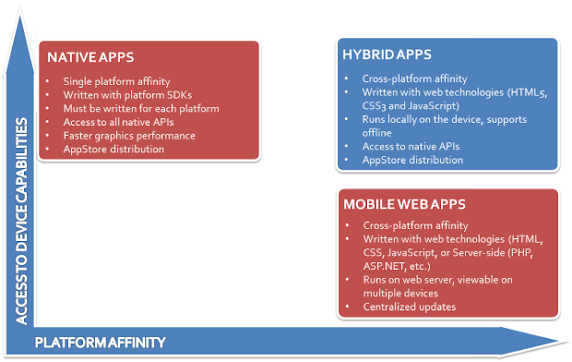 ACCESS TO DEVICE CAPABILITIES
NATIVE APPS
• Single platform affinity
• Written with platform SDKs
• Must be written for each platform
• Access to all native APIs
• Faster graphics performance
• AppStore distribution
HYBRID APPS
• Cross-platform affinity
• Written with web technologies (HTML5,
CSS3 and JavaScript)
• Runs locally on the device, supports
offline
• Access to native APIs
• AppStore distribution
MOBILE WEB APPS
• Cross-platform affinity
• Written with web technologies (HTML,
CSS, JavaScript, or Server-side (PHP,
ASP.NET, etc.)
• Runs on web server, viewable on
multiple devices
• Centralized updates
PLATFORM AFFINITY